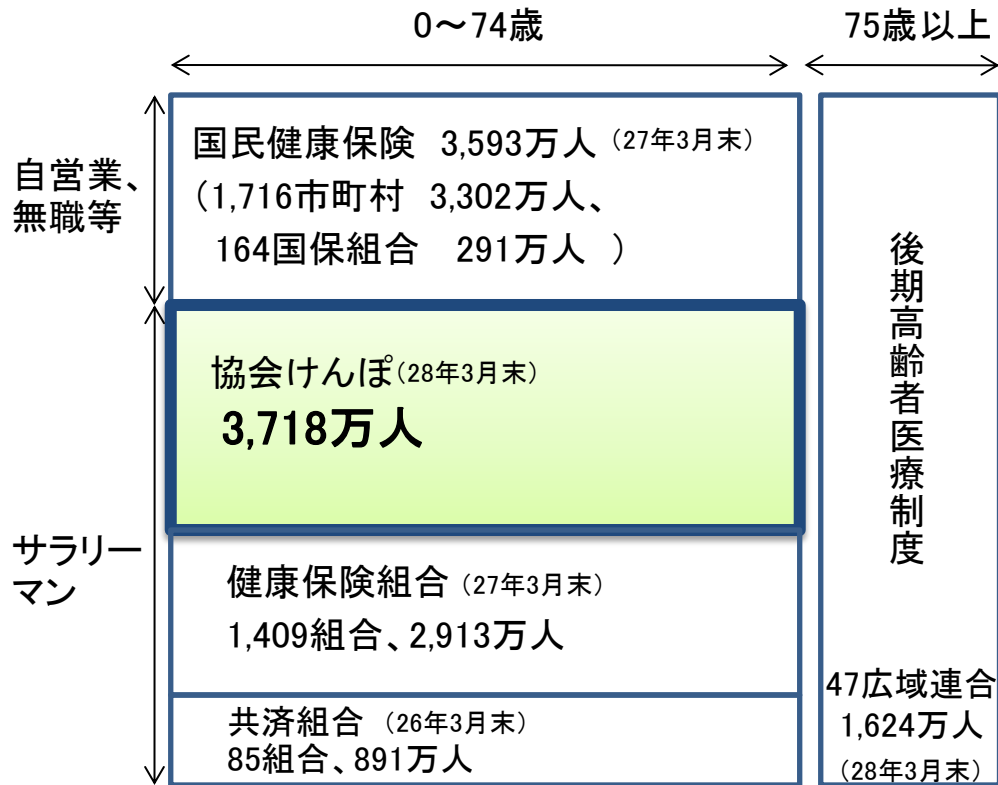 0～74歳
75歳以上
自営業、
無職等
国民健康保険 3,593万人（27年3月末）
（1,716市町村 3,302万人、
164国保組合 291万人 ）
協会けんぽ（28年3月末）
3,718万人
サラリー
マン
健康保険組合（27年3月末）
1,409組合、2,913万人
共済組合（26年3月末）
85組合、891万人
後期高齢者医療制度
47広域連合
1,624万人
（28年3月末）